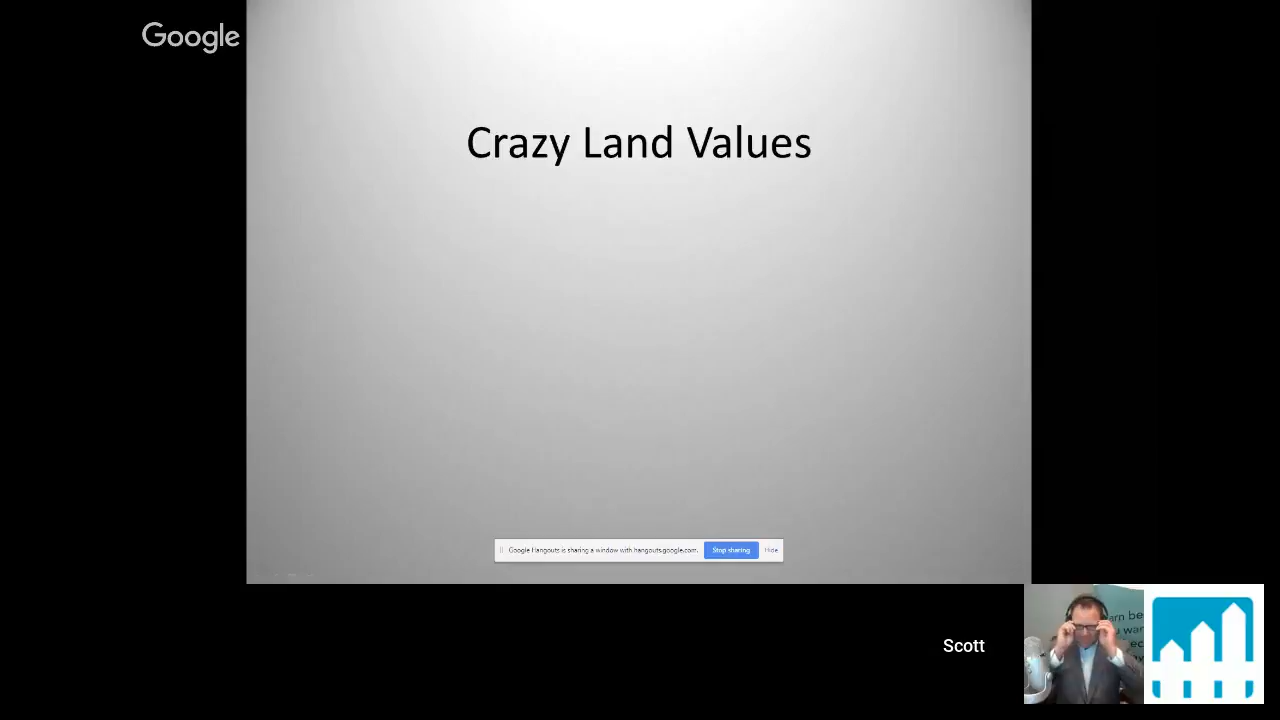 Google
Crazy Land Values
Google Hangouts is sharing a window with hangouts.google.com.
Stop sharing
Hide
Scott